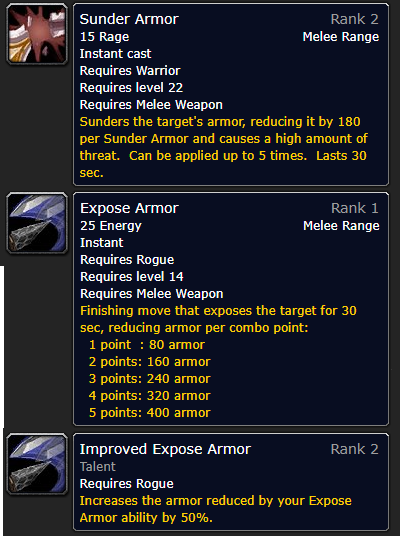 Sunder Armor Rank 2
15 Rage Melee Range
Instant cast
Requires Warrior
Requires level 22
Requires Melee Weapon
Sunders the target's armor, reducing it by 180
per Sunder Armor and causes a high amount of
threat. Can be applied up to 5 times. Lasts 30
sec.
Expose Armor Rank 1
25 Energy Melee Range
Instant
Requires Rogue
Requires level 14
Requires Melee Weapon
Finishing move that exposes the target for 30
sec, reducing armor per combo point:
1 point : 80 armor
2 points: 160 armor
3 points: 240 armor
4 points: 320 armor
5 points: 400 armor
Improved Expose Armor Rank 2
Talent
Requires Rogue
Increases the armor reduced by your Expose
Armor ability by 50%.